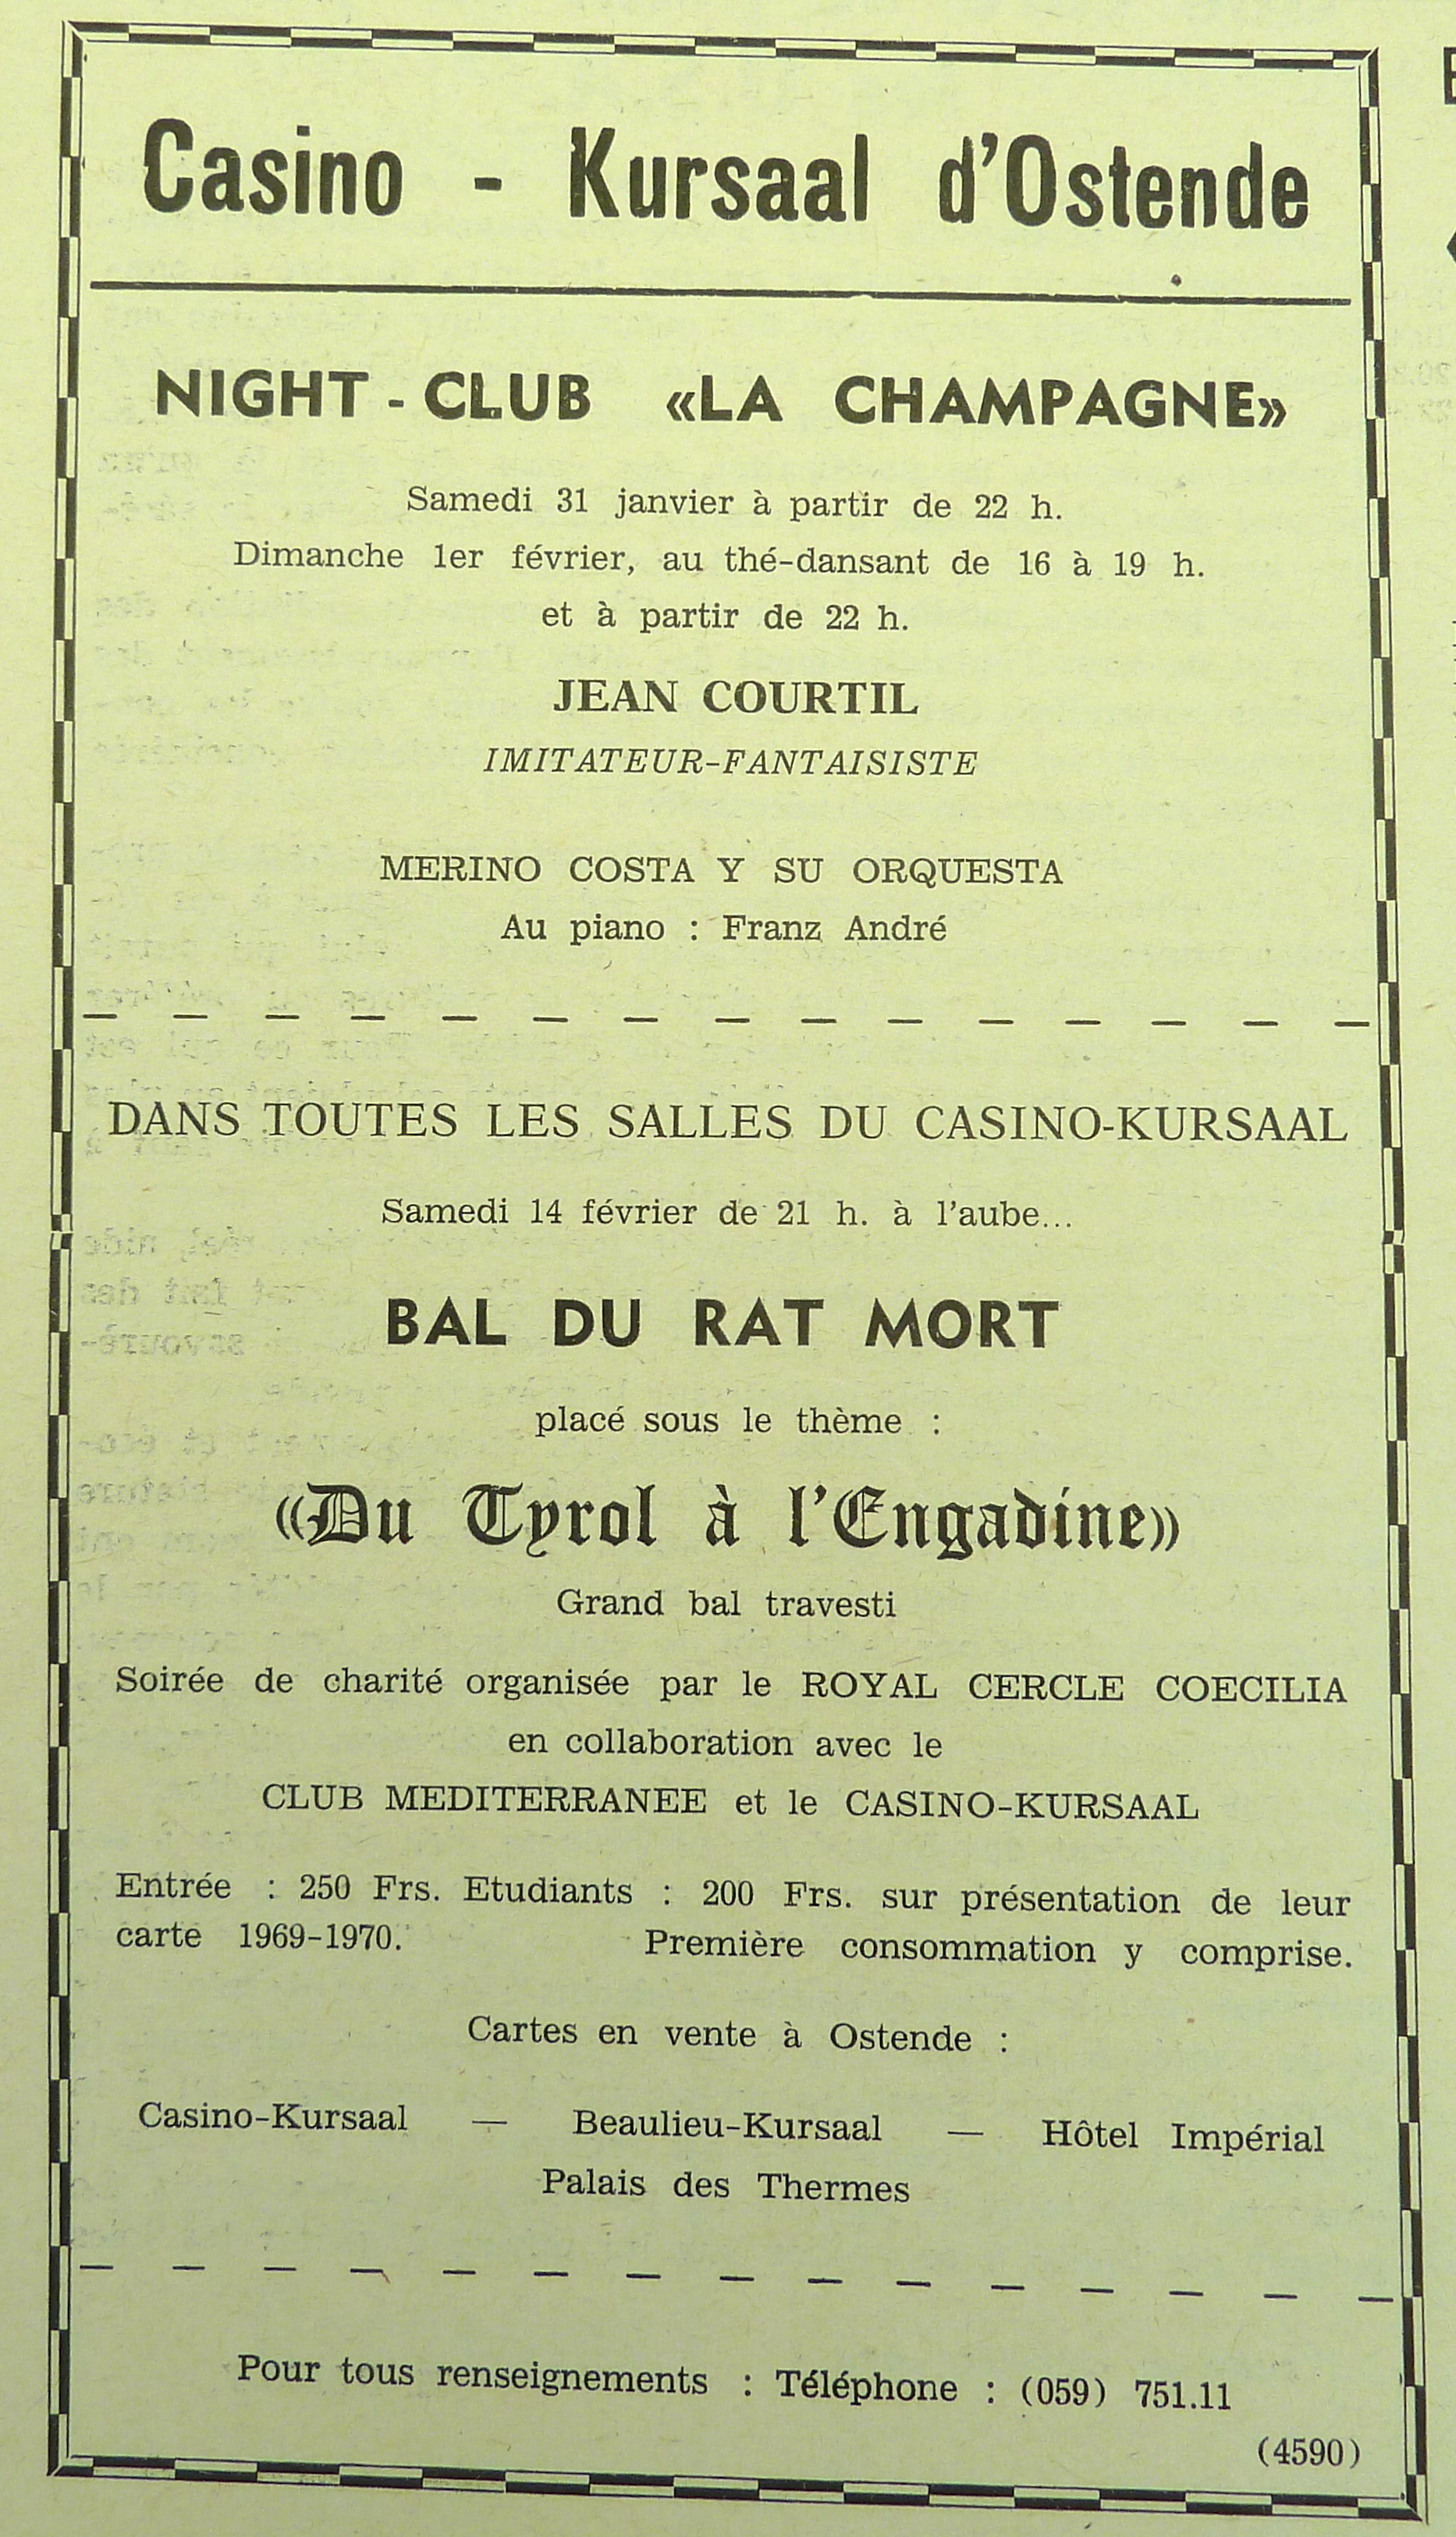 Casino - Kursaal d'Ostende
NIGHT - CLUB «LA CHAMPAGNE»
Samedi 31 janvier à partir de 22 h.
Dimanche 1er février, au thé-dansant de 16 à 19 h.
et à partir de 22 h.
JEAN COURTIL
IMITATEUR-FANTAISISTE
MERINO COSTA Y SU ORQUESTA
Au piano : Franz André
DANS TOUTES LES SALLES DU CASINO-KURSAAL
Samedi 14 février de 21 h. à l'aube...
BAL DU RAT MORT
placé sous le thème :
«Du Tyrol à l'Engadine»
Grand bal travesti
Soirée de charité organisée par le ROYAL CERCLE COECILIA
en collaboration avec le
CLUB MEDITERRANEE et le CASINO-KURSAAL
Entrée : 250 Frs. Etudiants : 200 Frs. sur présentation de leur
carte 1969-1970. Première consommation y comprise.
Cartes en vente à Ostende :
Casino-Kursaal — Beaulieu-Kursaal — Hôtel Impérial
Palais des Thermes
Pour tous renseignements : Téléphone : (059) 751.11
(4590)